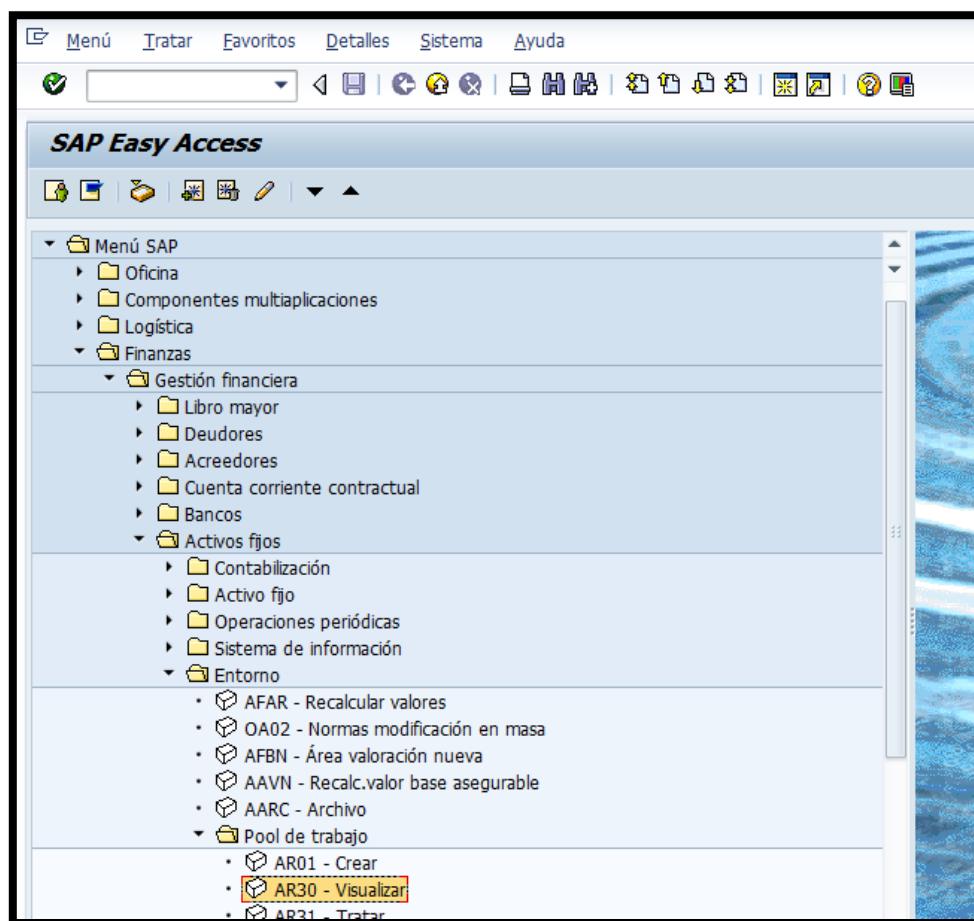 Menú Tratar Favoritos Detalles Sistema Ayuda
SAP Easy Access
Menú SAP
Oficina
Componentes multiaplicaciones
Logística
Finanzas
Gestión financiera
Libro mayor
Deudores
Acreedores
Cuenta corriente contractual
Bancos
Activos fijos
Contabilización
Activo fijo
Operaciones periódicas
Sistema de información
Entorno
AFAR - Recalcular valores
OA02 - Normas modificación en masa
AFBN - Área valoración nueva
AAVN - Recalc.valor base asegurable
AARC - Archivo
Pool de trabajo
AR01 - Crear
AR30 - Visualizar
AR31 - Tratar